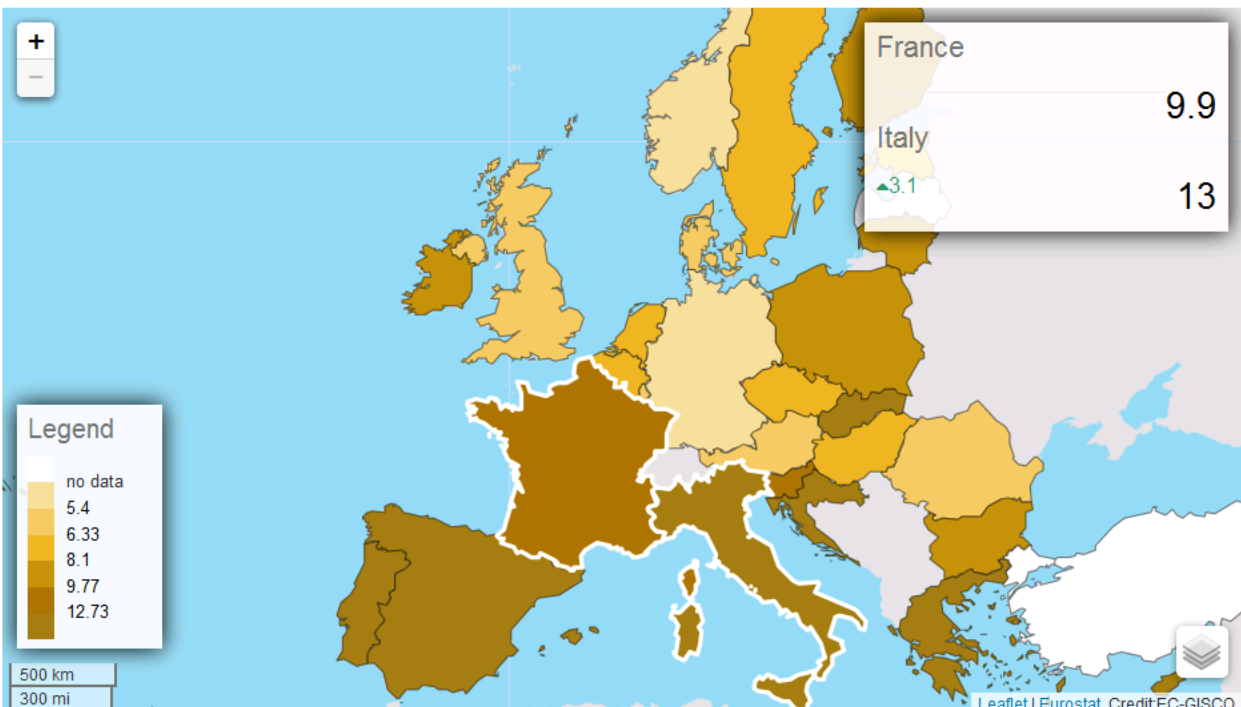 +
−
France
9.9
Italy
3.1
13
Legend
no data
5.4
6.33
8.1
9.77
12.73
500 km
300 mi
Leaflet | Eurostat, Credit:EC-GISCO